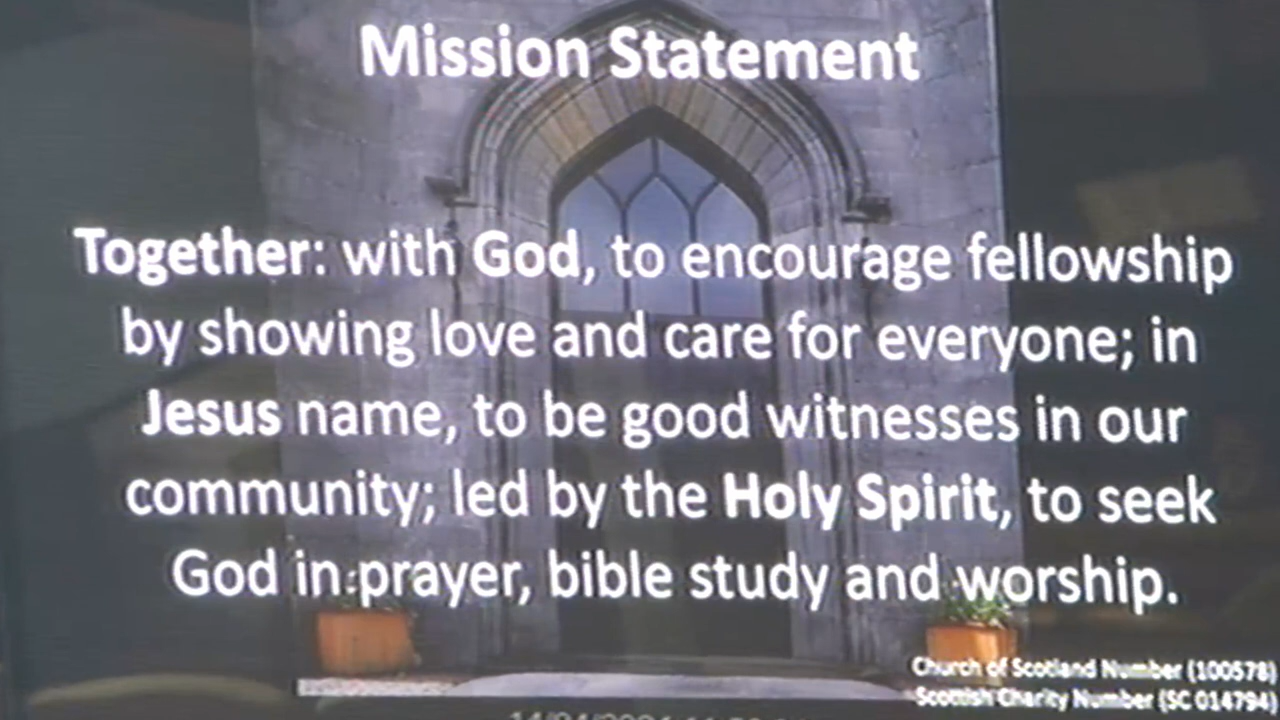 Mission Statement
Together: with God, to encourage fellowship
by showing love and care for everyone; in
Jesus name, to be good witnesses in our
community; led by the Holy Spirit, to seek
God in prayer, bible study and worship.
Church of Scotland Number (100578)
Scottish Charity Number (SC 014794)